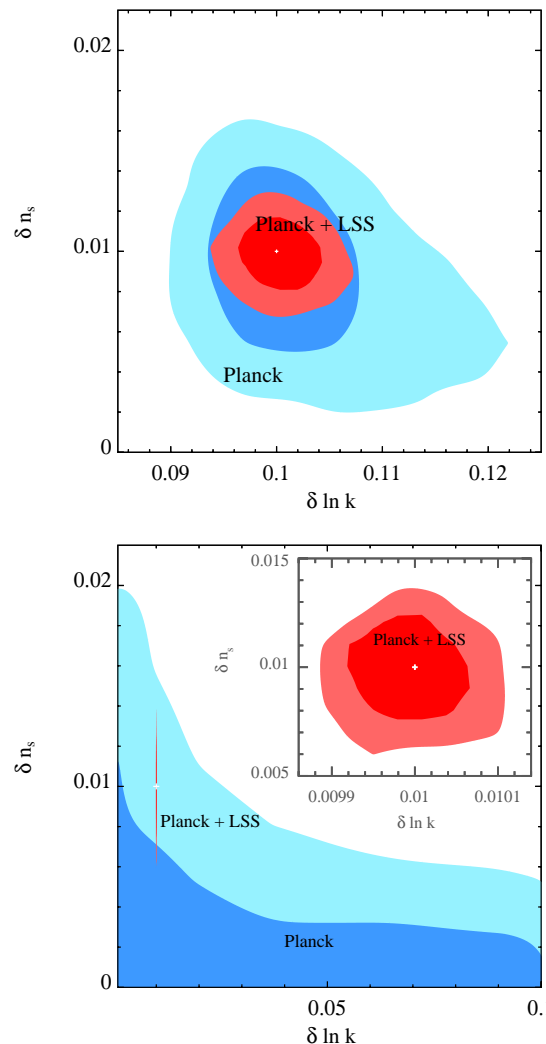 0.02
δ n_s
0.01
Planck + LSS
Planck
0
0.09
0.1
0.11
0.12
δ ln k
0.02
0.015
δ n_s
0.01
Planck + LSS
0.005
0.0099
0.01
0.0101
δ ln k
δ n_s
0.01
Planck + LSS
Planck
0
0.05
0.
δ ln k